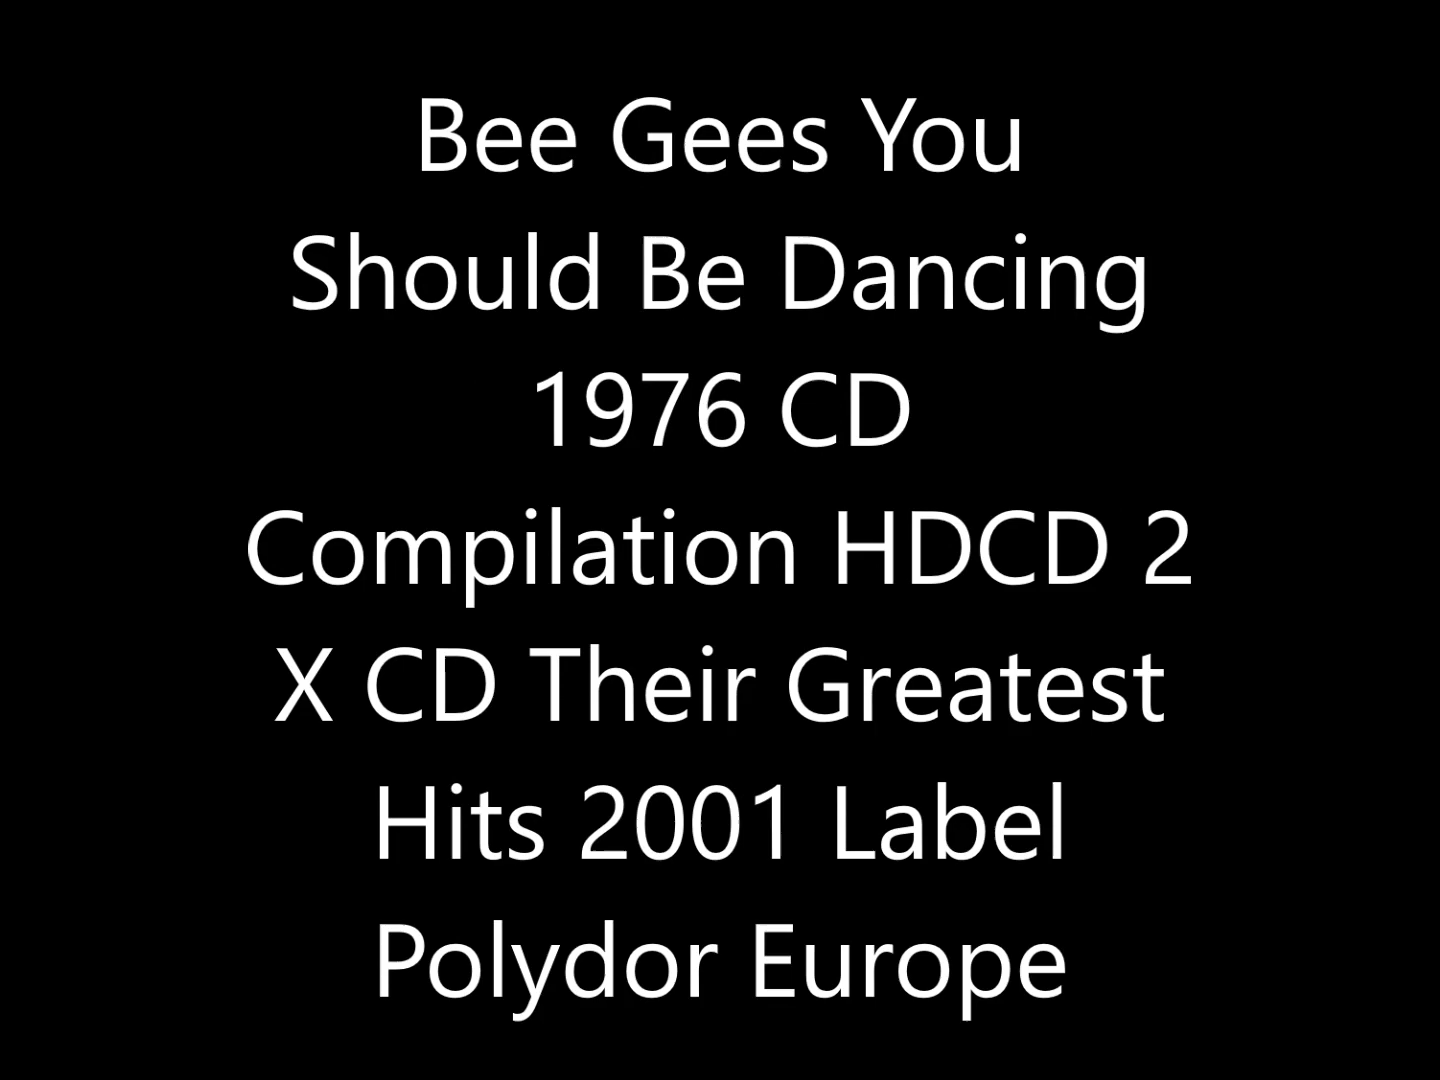 Bee Gees You
Should Be Dancing
1976 CD
Compilation HDCD 2
X CD Their Greatest
Hits 2001 Label
Polydor Europe